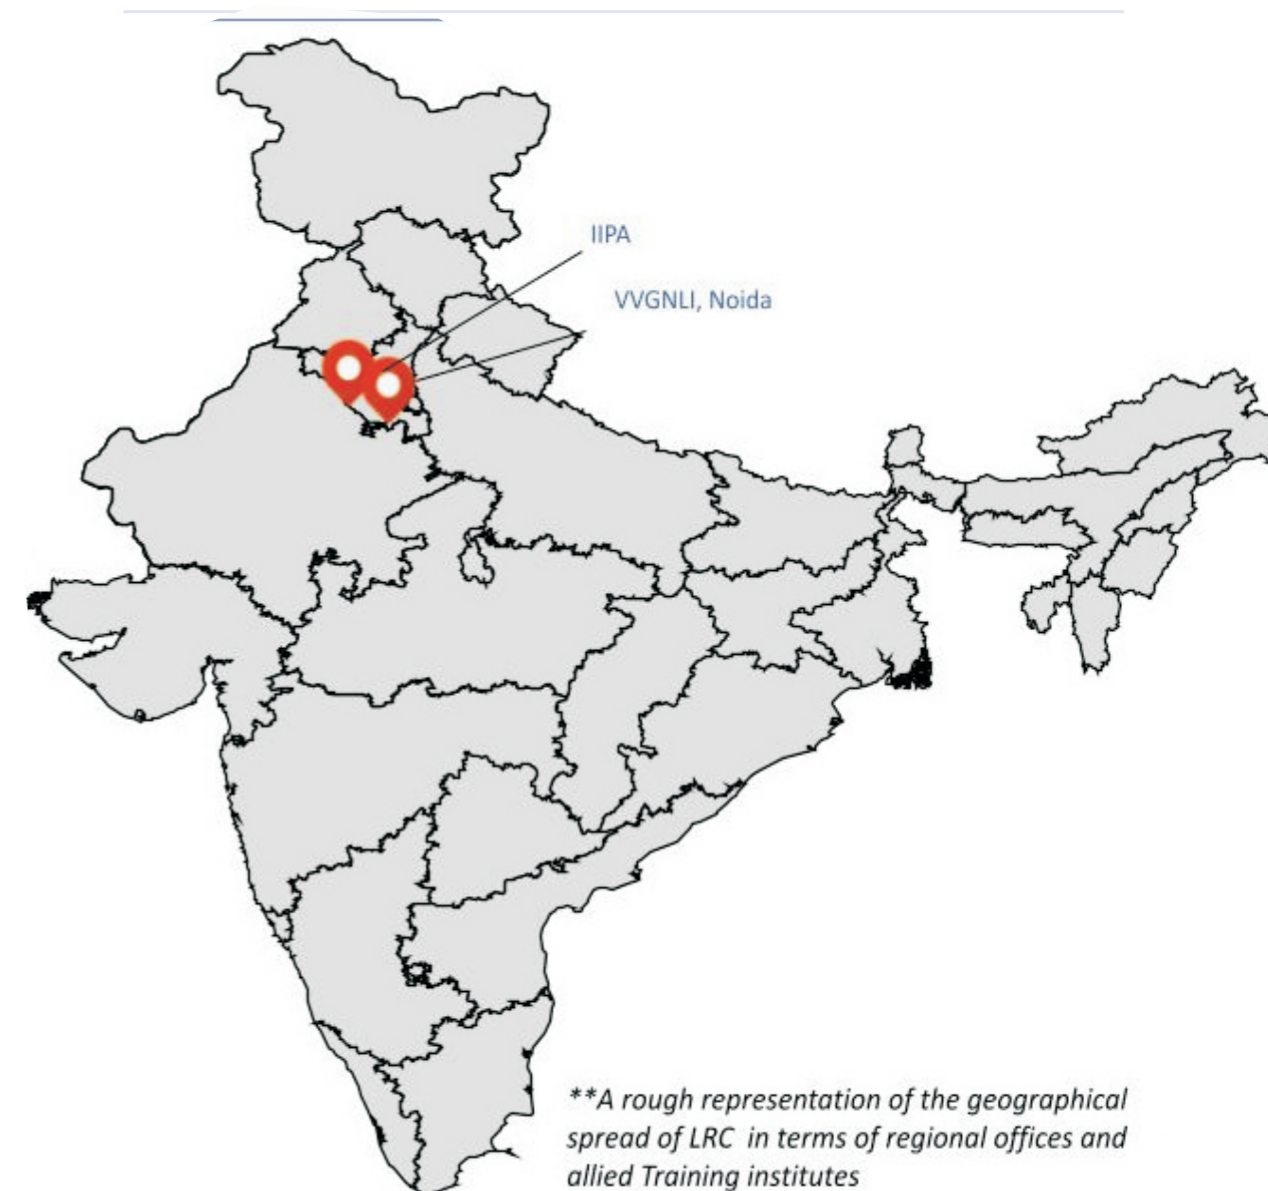 IIPA
VVGNLI, Noida
**A rough representation of the geographical
spread of LRC in terms of regional offices and
allied Training institutes